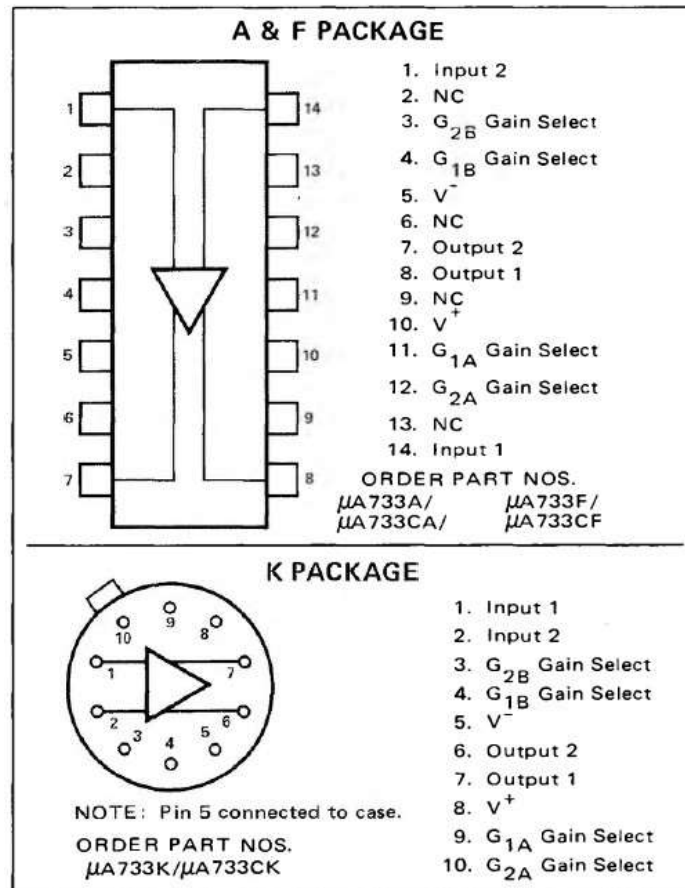 A & F PACKAGE
1
2
3
4
5
6
7
14
13
12
11
10
9
8
1. Input 2
2. NC
3. G2B Gain Select
4. G1B Gain Select
5. V-
6. NC
7. Output 2
8. Output 1
9. NC
10. V+
11. G1A Gain Select
12. G2A Gain Select
13. NC
14. Input 1
ORDER PART NOS.
μA733A/ μA733F/
μA733CA/ μA733CF
K PACKAGE
10
9
8
1
7
2
6
3
4
5
NOTE: Pin 5 connected to case.
ORDER PART NOS.
μA733K/μA733CK
1. Input 1
2. Input 2
3. G2B Gain Select
4. G1B Gain Select
5. V-
6. Output 2
7. Output 1
8. V+
9. G1A Gain Select
10. G2A Gain Select